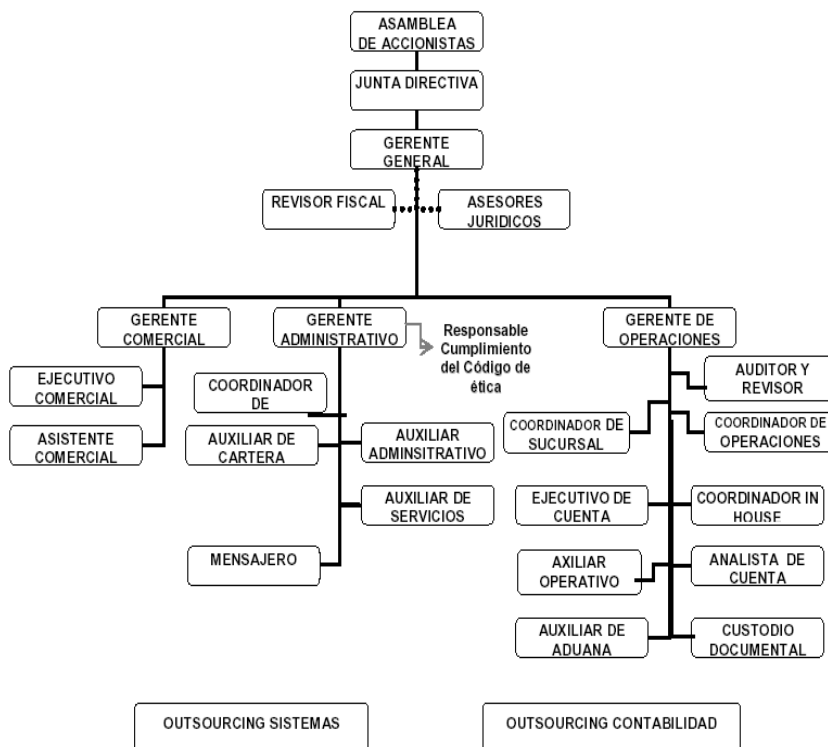 ASAMBLEA
DE ACCIONISTAS
JUNTA DIRECTIVA
GERENTE
GENERAL
REVISOR FISCAL
ASESORES
JURIDICOS
GERENTE
COMERCIAL
GERENTE
ADMINISTRATIVO
Responsable
Cumplimiento
del Código de
ética
GERENTE DE
OPERACIONES
EJECUTIVO
COMERCIAL
ASISTENTE
COMERCIAL
COORDINADOR
DE
AUXILIAR DE
CARTERA
AUXILIAR
ADMINSITRATIVO
AUXILIAR DE
SERVICIOS
MENSAJERO
AUDITOR Y
REVISOR
COORDINADOR DE
SUCURSAL
COORDINADOR DE
OPERACIONES
EJECUTIVO DE
CUENTA
COORDINADOR IN
HOUSE
AXILIAR
OPERATIVO
ANALISTA DE
CUENTA
AUXILIAR DE
ADUANA
CUSTODIO
DOCUMENTAL
OUTSOURCING SISTEMAS
OUTSOURCING CONTABILIDAD